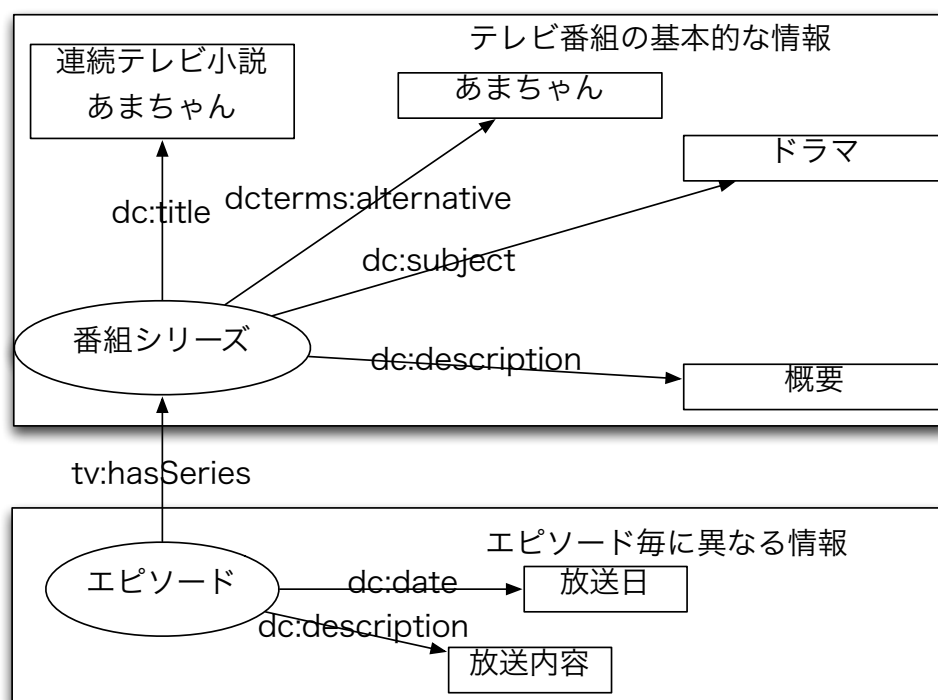 テレビ番組の基本的な情報
連続テレビ小説
あまちゃん
あまちゃん
ドラマ
dc:title
dcterms:alternative
dc:subject
番組シリーズ
dc:description
概要
tv:hasSeries
エピソード毎に異なる情報
エピソード
dc:date
放送日
dc:description
放送内容